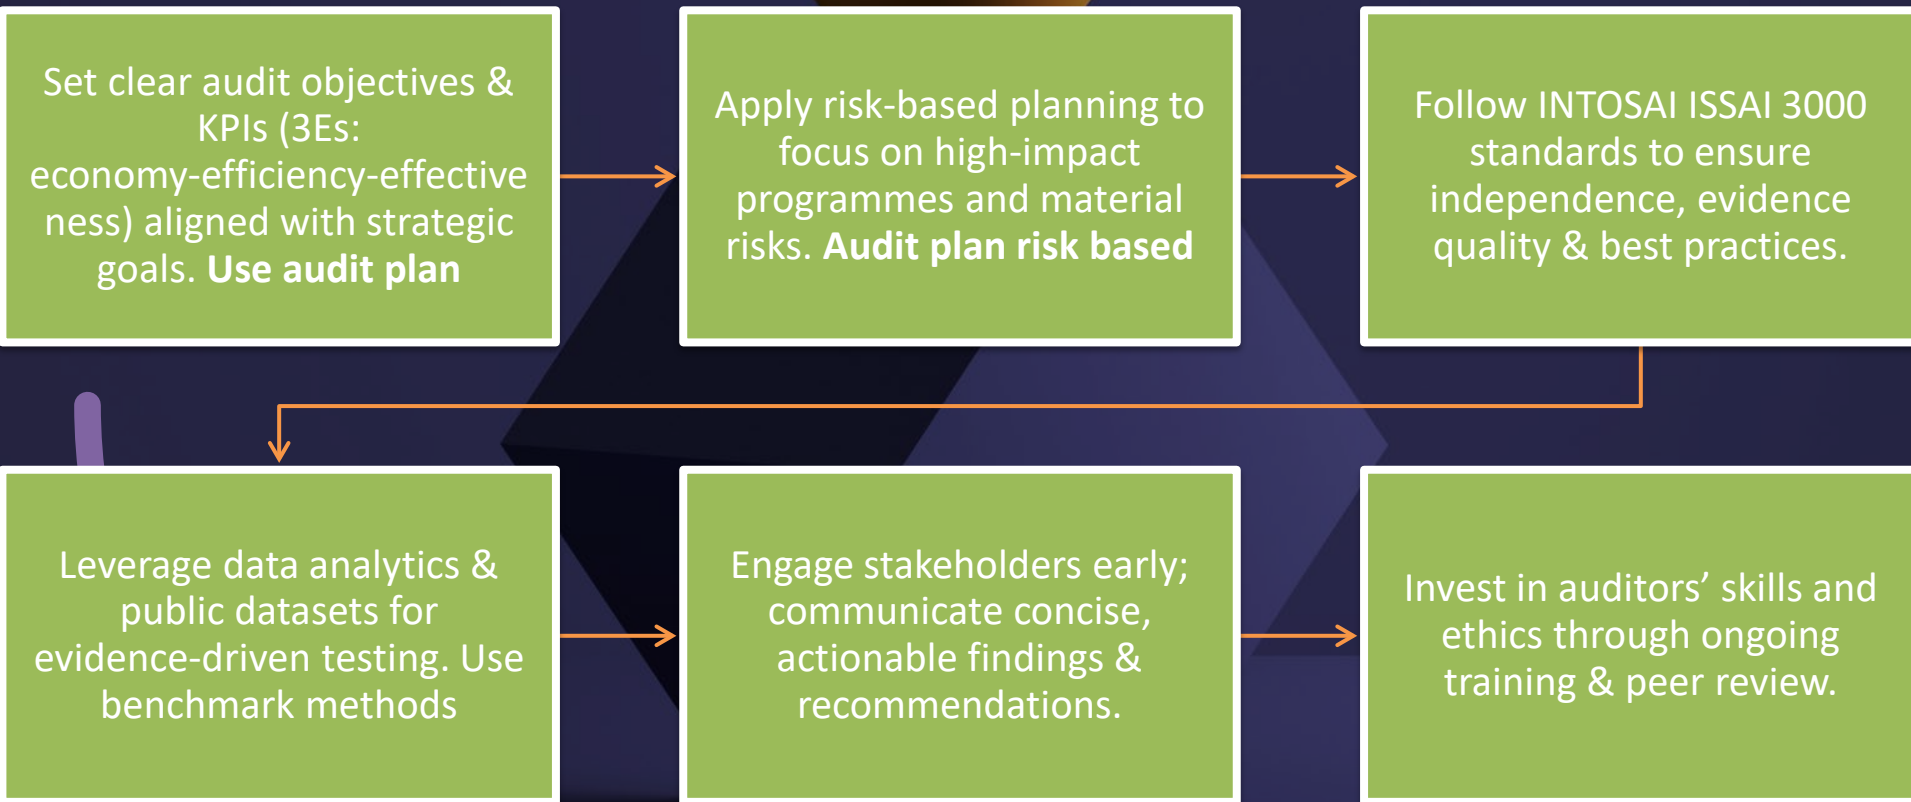 Set clear audit objectives &
KPIs (3Es:
economy-efficiency-effective
ness) aligned with strategic
goals. Use audit plan
Apply risk-based planning to
focus on high-impact
programmes and material
risks. Audit plan risk based
Follow INTOSAI ISSAI 3000
standards to ensure
independence, evidence
quality & best practices.
Leverage data analytics &
public datasets for
evidence-driven testing. Use
benchmark methods
Engage stakeholders early;
communicate concise,
actionable findings &
recommendations.
Invest in auditors’ skills and
ethics through ongoing
training & peer review.